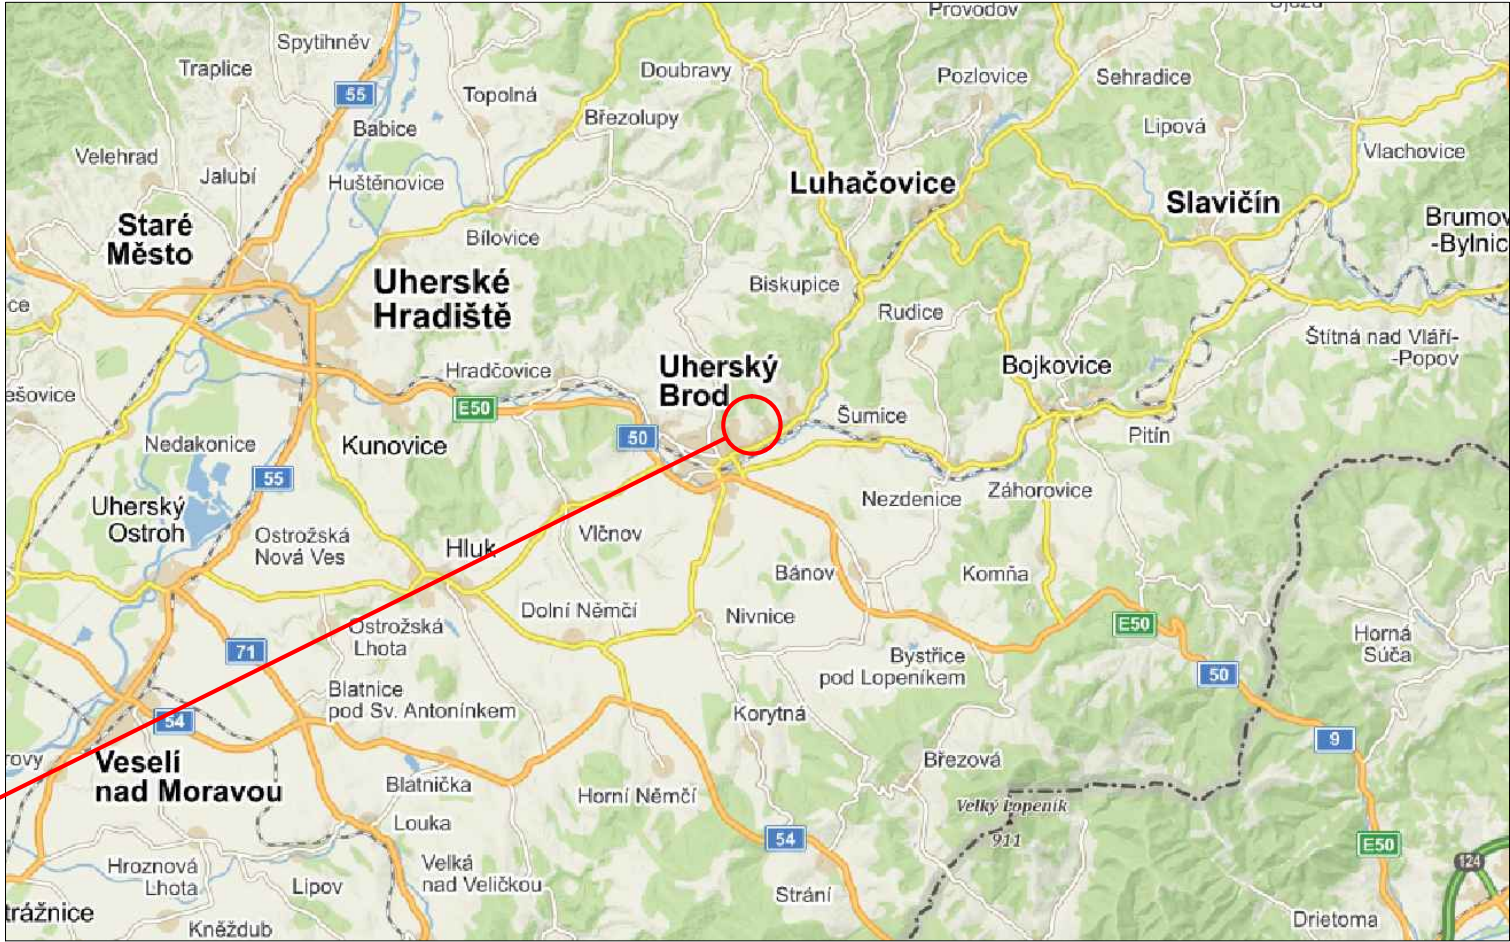 Provodov
Spytihněv
Traplice
Doubravy
Pozlovice
Sehradice
55
Topolná
Březolupy
Lipová
Babice
Velehrad
Jalubí
Huštěnovice
Vlachovice
Luhačovice
Slavičín
Staré
Město
Bílovice
Brumov
-Bylnic
Uherské
Hradiště
Biskupice
Rudice
ce
Štítná nad Vláří-
-Popov
Hradčovice
Uherský
Brod
Bojkovice
ešovice
E50
Šumice
50
Nedakonice
Kunovice
Pitín
55
Uherský
Ostroh
Nezdenice
Záhorovice
Ostrožská
Nová Ves
Hluk
Vlčnov
Bánov
Komňa
Dolní Němčí
Nivnice
E50
Ostrožská
Lhota
Horná
Súča
71
Bystřice
pod Lopeníkem
50
Blatnice
pod Sv. Antonínkem
54
Korytná
9
rovy
Veselí
nad Moravou
Březová
Blatnička
Horní Němčí
Velký Lopeník
911
Louka
54
E50
Hroznová
Lhota
Velká
nad Veličkou
124
Lipov
Strání
trážnice
Kněždub
Drietoma